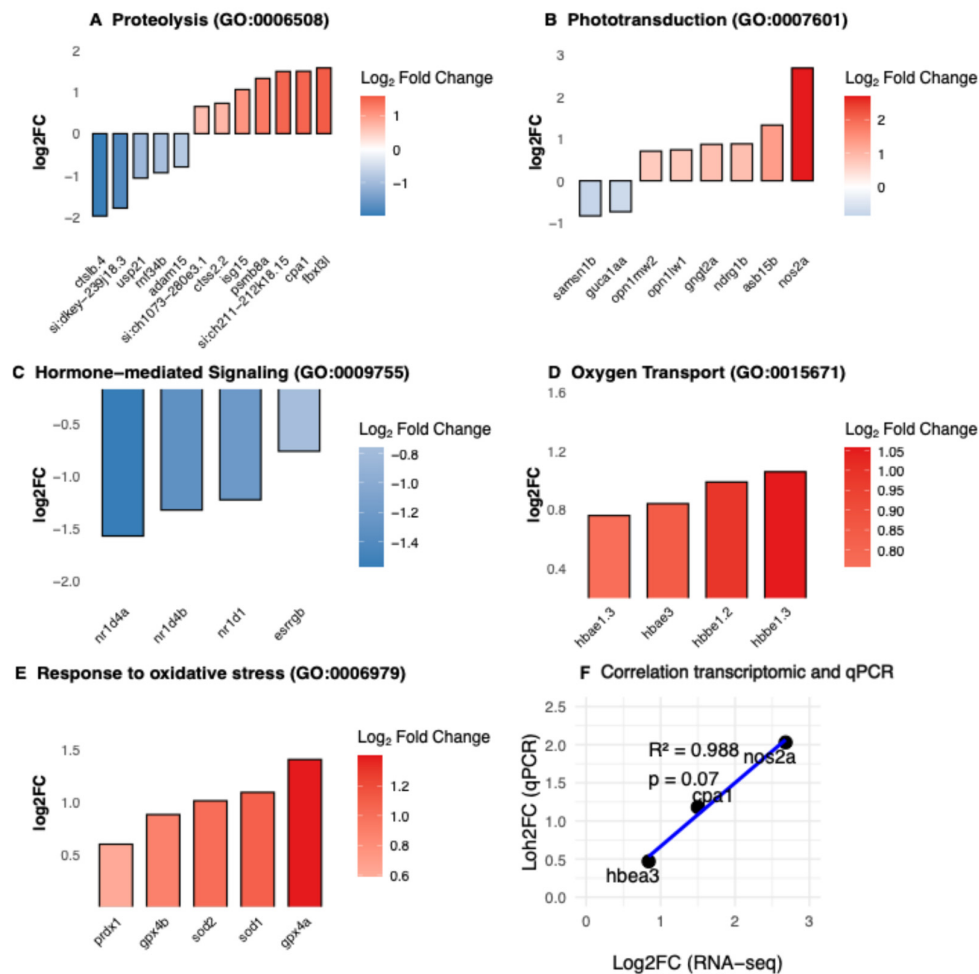 A Proteolysis (GO:0006508)
log2FC
2
1
0
−1
−2
ctslb.4
si:dkey−239j18.3
usp21
rnf34b
adam15
si:ch1073−280e3.1
ctss2.2
isg15
psmb8a
si:ch211−212k18.15
cpa1
fbxl3l
Log2 Fold Change
1
0
−1
B Phototransduction (GO:0007601)
log2FC
3
2
1
0
−1
samsn1b
guca1aa
opn1mw2
opn1lw1
gngt2a
ndrg1b
asb15b
nos2a
Log2 Fold Change
2
1
0
C Hormone−mediated Signaling (GO:0009755)
log2FC
−0.5
−1.0
−1.5
−2.0
nr1d4a
nr1d4b
nr1d1
esrrgb
Log2 Fold Change
−0.8
−1.0
−1.2
−1.4
D Oxygen Transport (GO:0015671)
log2FC
1.6
1.2
0.8
0.4
hbae1.3
hbae3
hbbe1.2
hbbe1.3
Log2 Fold Change
1.05
1.00
0.95
0.90
0.85
0.80
E Response to oxidative stress (GO:0006979)
log2FC
1.5
1.0
0.5
prdx1
gpx4b
sod2
sod1
gpx4a
Log2 Fold Change
1.2
1.0
0.8
0.6
F Correlation transcriptomic and qPCR
Loh2FC (qPCR)
2.5
2.0
1.5
1.0
0.5
0.0
R² = 0.988
p = 0.07
nos2a
cpa1
hbea3
0
1
2
3
Log2FC (RNA−seq)